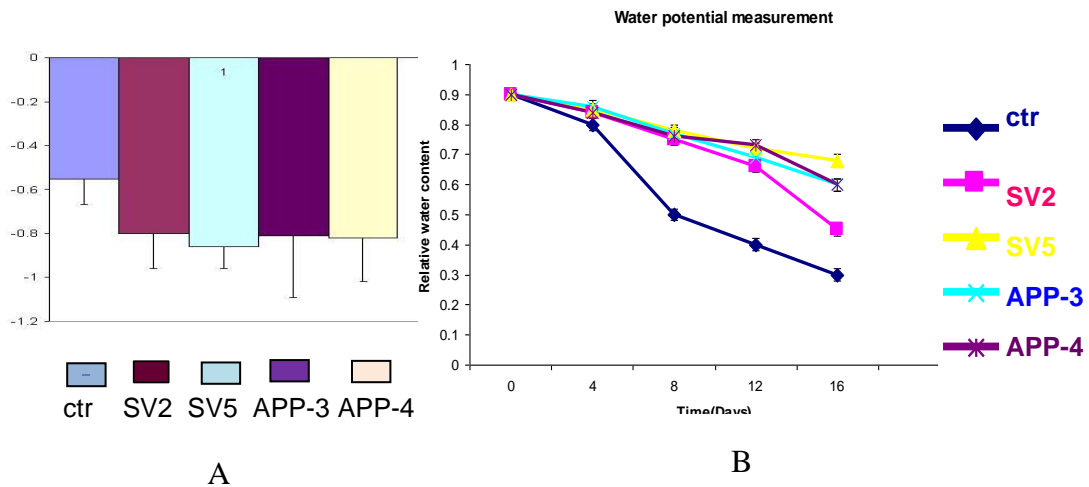 Water potential measurement
0
-0.2
-0.4
-0.6
-0.8
-1
-1.2
1
ctr SV2 SV5 APP-3 APP-4
A
Relative water content
1
0.9
0.8
0.7
0.6
0.5
0.4
0.3
0.2
0.1
0
0 4 8 12 16
Time(Days)
ctr
SV2
SV5
APP-3
APP-4
B